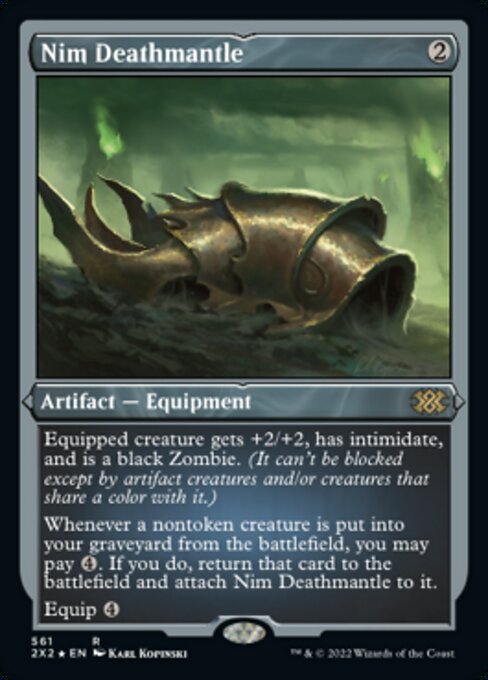 Nim Deathmantle 2
Artifact — Equipment
Equipped creature gets +2/+2, has intimidate,
and is a black Zombie. (It can't be blocked
except by artifact creatures and/or creatures that
share a color with it.)
Whenever a nontoken creature is put into
your graveyard from the battlefield, you may
pay 4. If you do, return that card to the
battlefield and attach Nim Deathmantle to it.
Equip 4
561 R
2X2 ★ EN Karl Kopinski
™ & © 2022 Wizards of the Coast